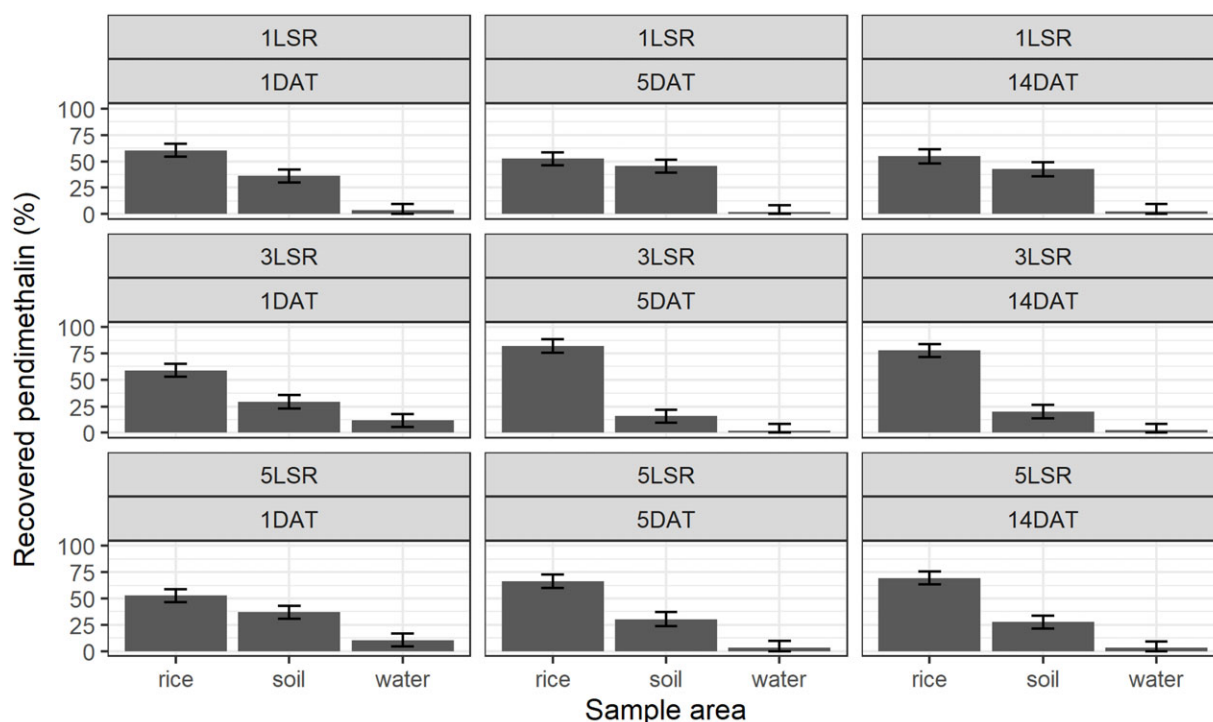 1LSR 1LSR 1LSR
1DAT 5DAT 14DAT
100
75
50
25
0
3LSR 3LSR 3LSR
1DAT 5DAT 14DAT
100
75
50
25
0
5LSR 5LSR 5LSR
1DAT 5DAT 14DAT
100
75
50
25
0
rice soil water rice soil water rice soil water
Sample area
Recovered pendimethalin (%)